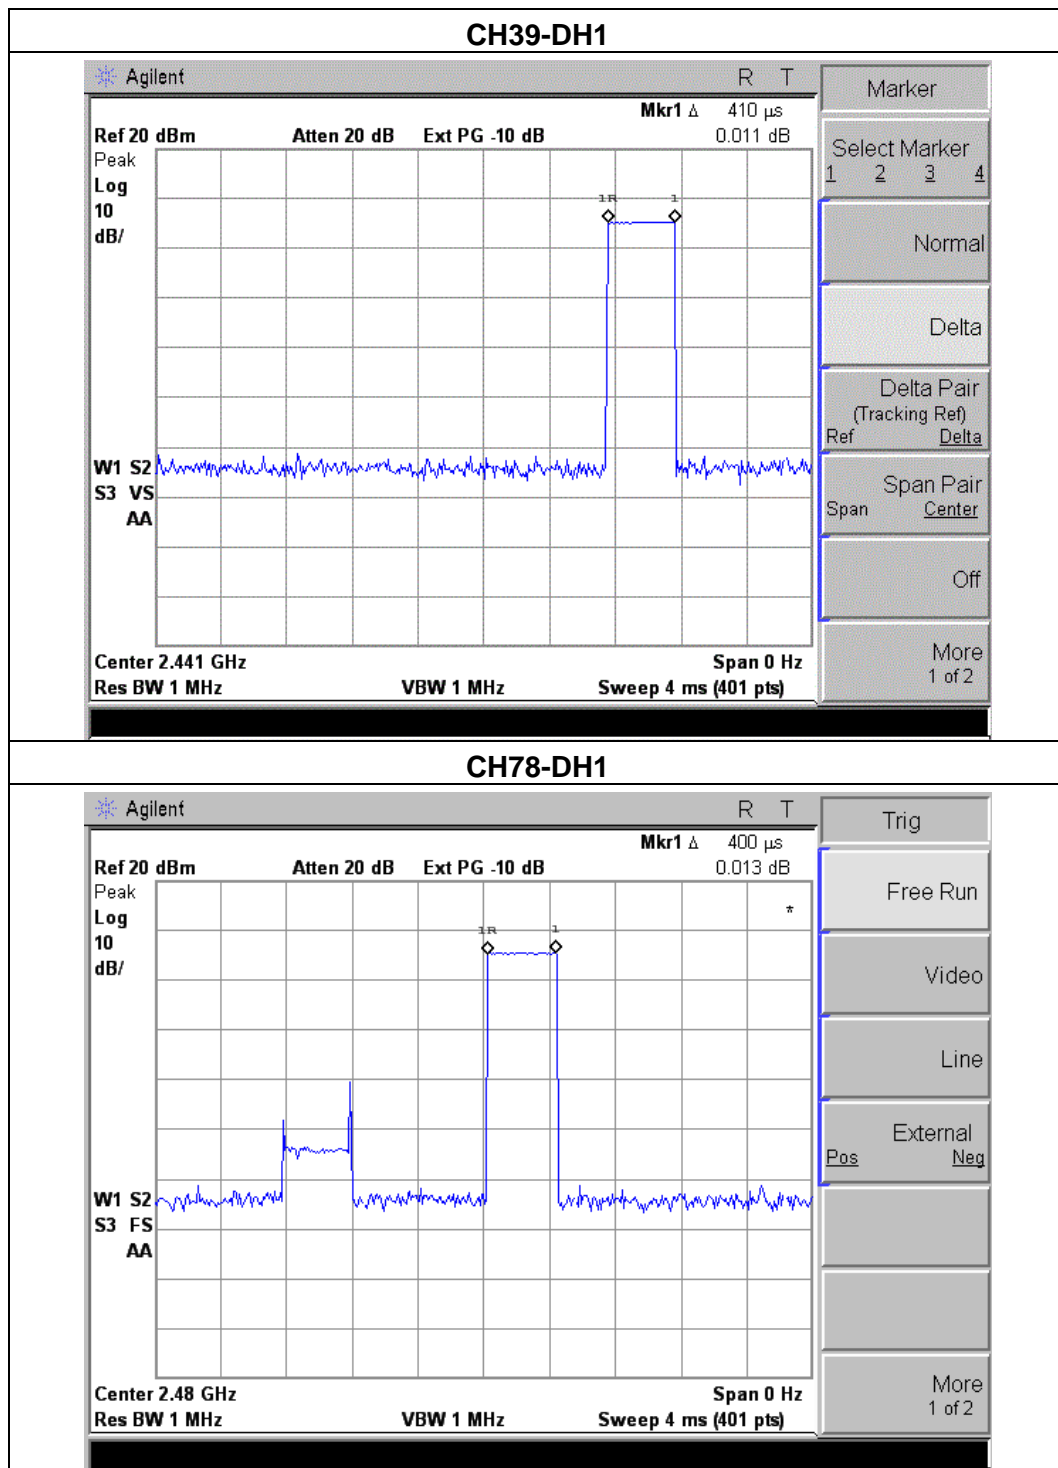 CH39-DH1
Agilent R T
Mkr1 Δ 410 µs
Ref 20 dBm Atten 20 dB Ext PG -10 dB 0.011 dB
Peak
Log
10
dB/
1R 1
W1 S2
S3 VS
AA
Center 2.441 GHz Span 0 Hz
Res BW 1 MHz VBW 1 MHz Sweep 4 ms (401 pts)
Marker
Select Marker
1 2 3 4
Normal
Delta
Delta Pair
(Tracking Ref)
Ref Delta
Span Pair
Span Center
Off
More
1 of 2
CH78-DH1
Agilent R T
Mkr1 Δ 400 µs
Ref 20 dBm Atten 20 dB Ext PG -10 dB 0.013 dB
Peak
Log
10
dB/
*
1R 1
W1 S2
S3 FS
AA
Center 2.48 GHz Span 0 Hz
Res BW 1 MHz VBW 1 MHz Sweep 4 ms (401 pts)
Trig
Free Run
Video
Line
External
Pos Neg
More
1 of 2